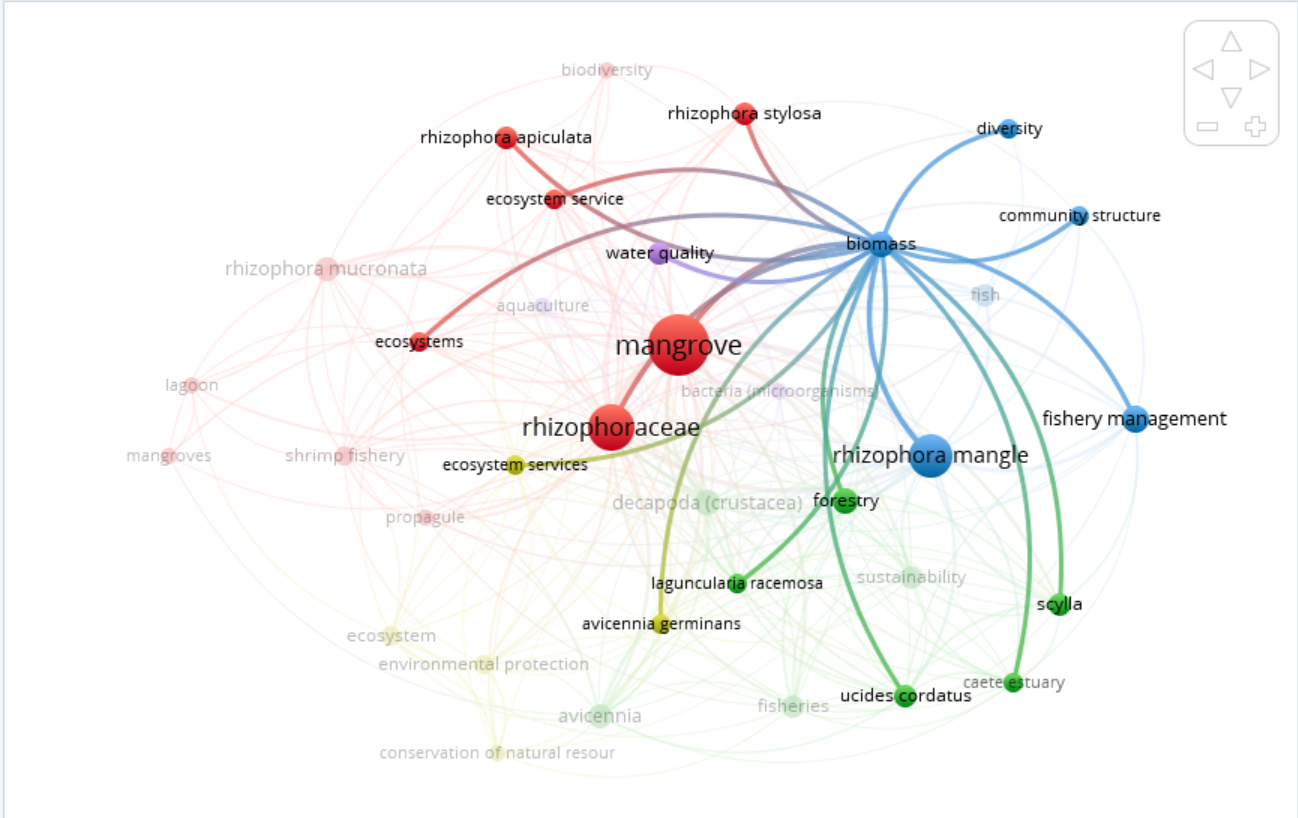 biodiversity
rhizophora stylosa
diversity
rhizophora apiculata
ecosystem service
community structure
biomass
water quality
rhizophora mucronata
fish
aquaculture
ecosystems
mangrove
lagoon
bacteria (microorganisms)
fishery management
rhizophoraceae
mangroves
shrimp fishery
rhizophora mangle
ecosystem services
decapoda (crustacea)
forestry
propagule
sustainability
laguncularia racemosa
scylla
avicennia germinans
ecosystem
environmental protection
caete estuary
ucides cordatus
fisheries
avicennia
conservation of natural resour